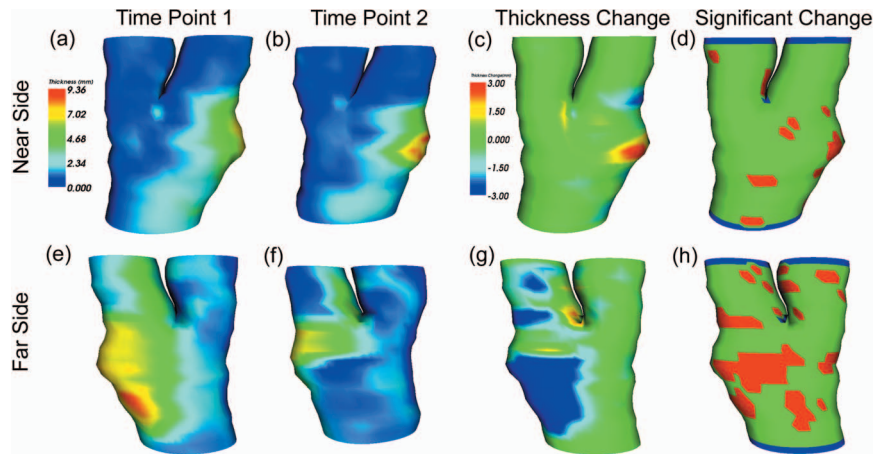 Time Point 1 Time Point 2 Thickness Change Significant Change
Near Side
(a) (b) (c) (d)
Thickness (mm)
9.36
7.02
4.68
2.34
0.000
3.00
1.50
0.000
-1.50
-3.00
Far Side
(e) (f) (g) (h)